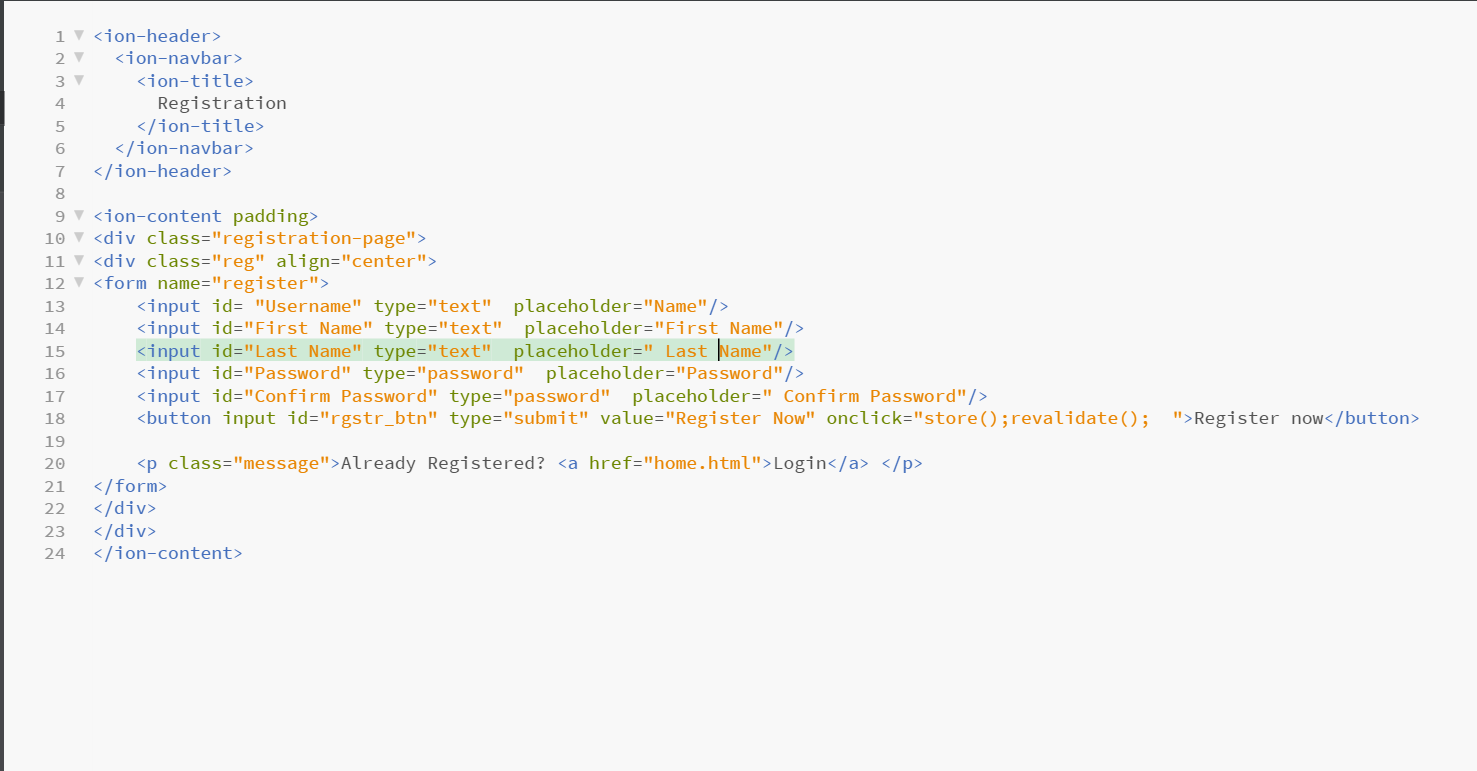 1 <ion-header>
2 <ion-navbar>
3 <ion-title>
4 Registration
5 </ion-title>
6 </ion-navbar>
7 </ion-header>
8
9 <ion-content padding>
10 <div class="registration-page">
11 <div class="reg" align="center">
12 <form name="register">
13 <input id= "Username" type="text"  placeholder="Name"/>
14 <input id="First Name" type="text"  placeholder="First Name"/>
15 <input id="Last Name" type="text"  placeholder=" Last Name"/>
16 <input id="Password" type="password"  placeholder="Password"/>
17 <input id="Confirm Password" type="password"  placeholder=" Confirm Password"/>
18 <button input id="rgstr_btn" type="submit" value="Register Now" onclick="store();revalidate();  ">Register now</button>
19
20 <p class="message">Already Registered? <a href="home.html">Login</a> </p>
21 </form>
22 </div>
23 </div>
24 </ion-content>